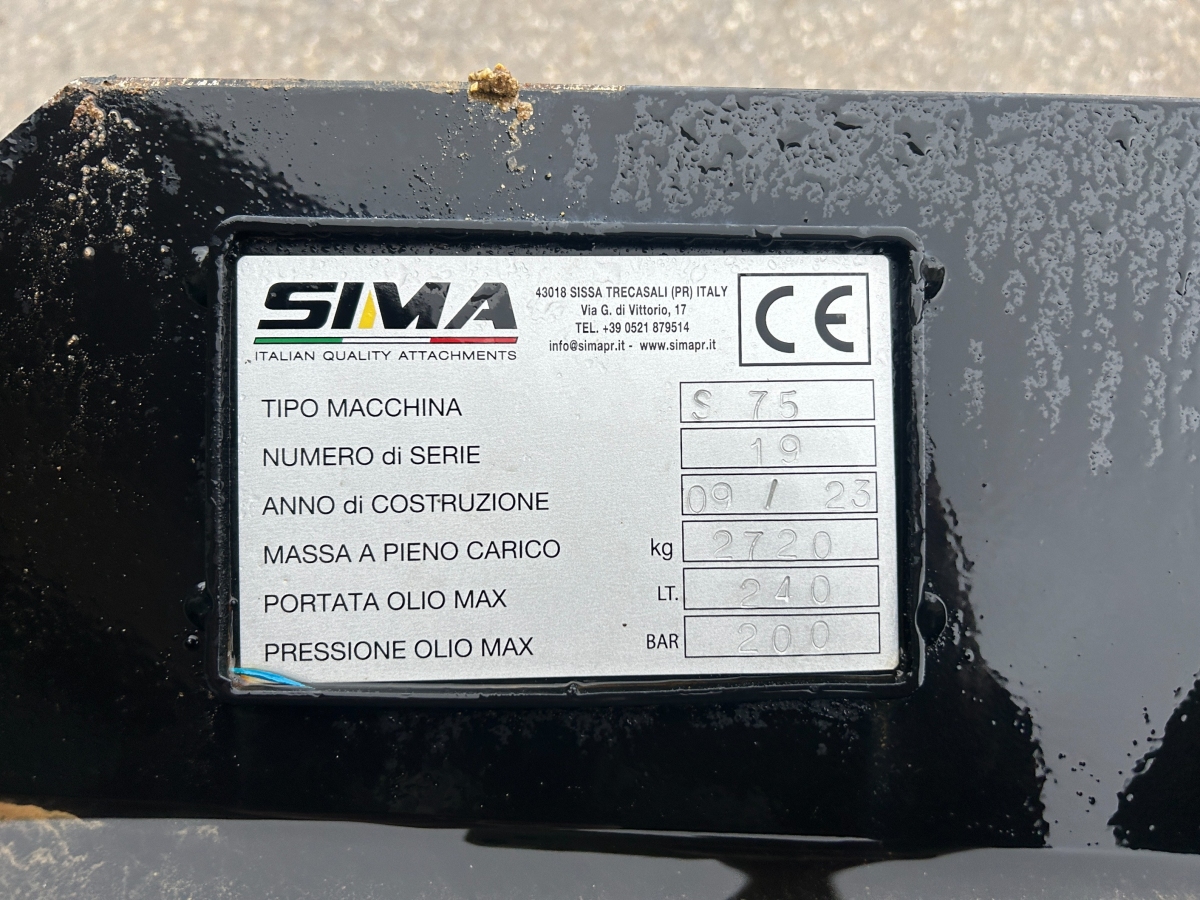 SIMA
ITALIAN QUALITY ATTACHMENTS
43018 SISSA TRECASALI (PR) ITALY
Via G. di Vittorio, 17
TEL. +39 0521 879514
info@simapr.it - www.simapr.it
CE
TIPO MACCHINA S 75
NUMERO di SERIE 19
ANNO di COSTRUZIONE 09 / 23
MASSA A PIENO CARICO kg 2720
PORTATA OLIO MAX LT. 240
PRESSIONE OLIO MAX BAR 200